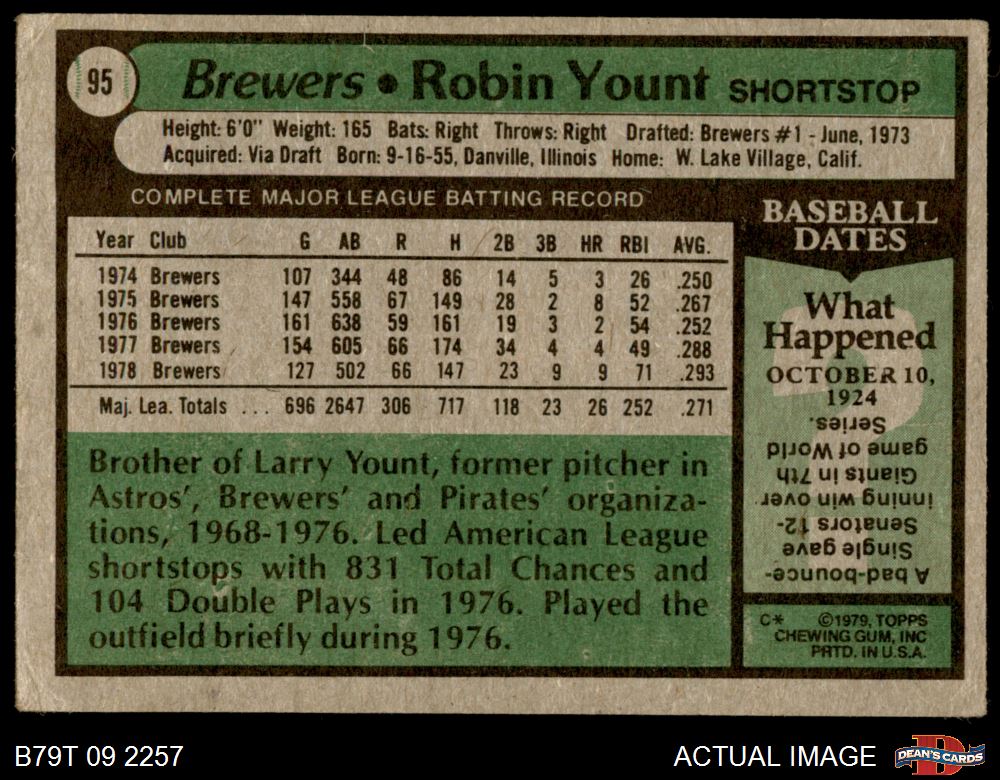 95
Brewers • Robin Yount SHORTSTOP
Height: 6'0" Weight: 165 Bats: Right Throws: Right Drafted: Brewers #1 - June, 1973
Acquired: Via Draft Born: 9-16-55, Danville, Illinois Home: W. Lake Village, Calif.
COMPLETE MAJOR LEAGUE BATTING RECORD
Year Club G AB R H 2B 3B HR RBI AVG.
1974 Brewers 107 344 48 86 14 5 3 26 .250
1975 Brewers 147 558 67 149 28 2 8 52 .267
1976 Brewers 161 638 59 161 19 3 2 54 .252
1977 Brewers 154 605 66 174 34 4 4 49 .288
1978 Brewers 127 502 66 147 23 9 9 71 .293
Maj. Lea. Totals ... 696 2647 306 717 118 23 26 252 .271
Brother of Larry Yount, former pitcher in
Astros', Brewers' and Pirates' organiza-
tions, 1968-1976. Led American League
shortstops with 831 Total Chances and
104 Double Plays in 1976. Played the
outfield briefly during 1976.
BASEBALL
DATES
What
Happened
OCTOBER 10,
1924
A bad-bounce-
Single gave
Senators 12-
inning win over
Giants in 7th
game of World
Series.
C* ©1979, TOPPS
CHEWING GUM, INC
PRTD. IN U.S.A.
B79T 09 2257
ACTUAL IMAGE
D
DEAN'S CARDS